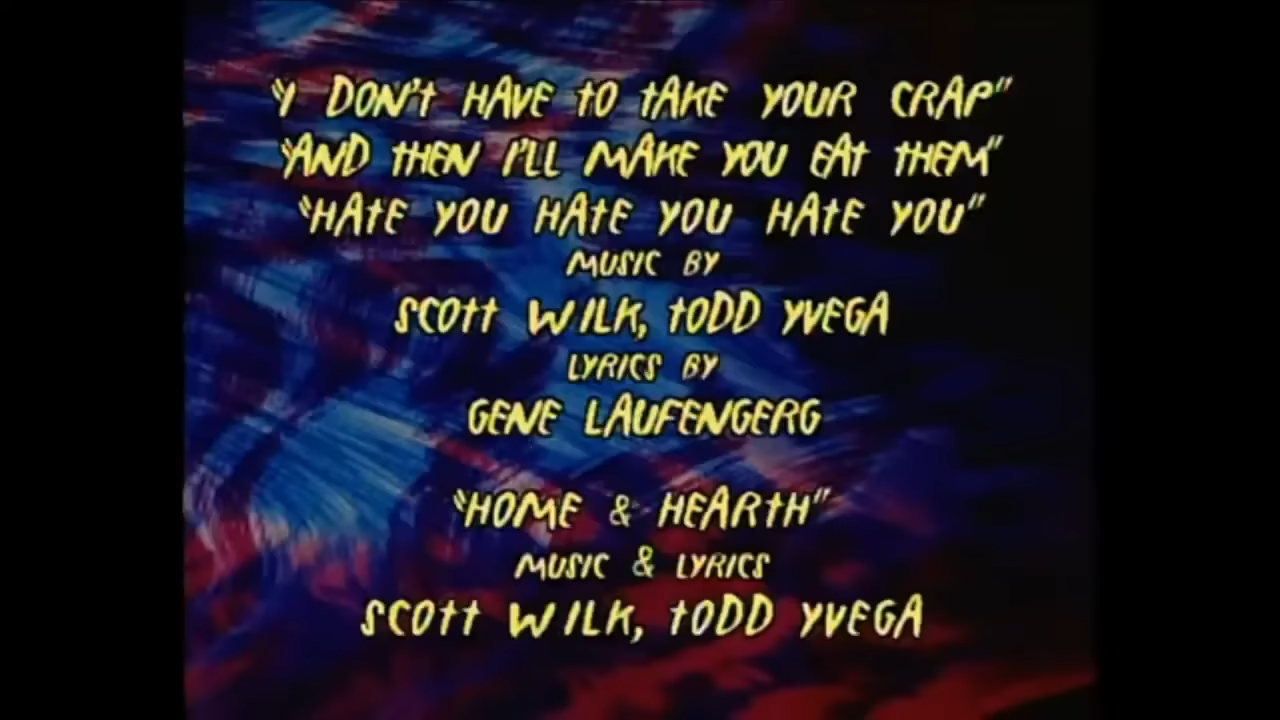 "I DON'T HAVE TO TAKE YOUR CRAP"
"AND THEN I'LL MAKE YOU EAT THEM"
"HATE YOU HATE YOU HATE YOU"
MUSIC BY
SCOTT WILK, TODD YVEGA
LYRICS BY
GENE LAUFENGERG
"HOME & HEARTH"
MUSIC & LYRICS
SCOTT WILK, TODD YVEGA